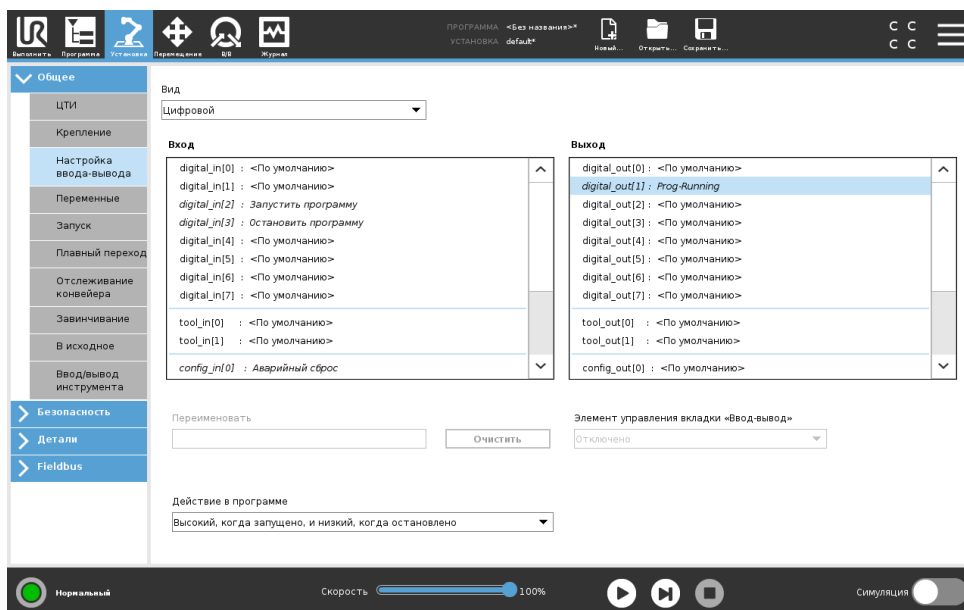 ПРОГРАММА <Без названия>*
УСТАНОВКА default*
Выполнить Программа Установка Перемещение В/В Журнал
Новый... Открыть... Сохранить...
C C
C C
Общее
ЦТИ
Крепление
Настройка
ввода-вывода
Переменные
Запуск
Плавный переход
Отслеживание
конвейера
Завинчивание
В исходное
Ввод/вывод
инструмента
Безопасность
Детали
Fieldbus
Вид
Цифровой
Вход
digital_in[0] : <По умолчанию>
digital_in[1] : <По умолчанию>
digital_in[2] : Запустить программу
digital_in[3] : Остановить программу
digital_in[4] : <По умолчанию>
digital_in[5] : <По умолчанию>
digital_in[6] : <По умолчанию>
digital_in[7] : <По умолчанию>
tool_in[0] : <По умолчанию>
tool_in[1] : <По умолчанию>
config_in[0] : Аварийный сброс
Выход
digital_out[0] : <По умолчанию>
digital_out[1] : Prog-Running
digital_out[2] : <По умолчанию>
digital_out[3] : <По умолчанию>
digital_out[4] : <По умолчанию>
digital_out[5] : <По умолчанию>
digital_out[6] : <По умолчанию>
digital_out[7] : <По умолчанию>
tool_out[0] : <По умолчанию>
tool_out[1] : <По умолчанию>
config_out[0] : <По умолчанию>
Переименовать
Очистить
Элемент управления вкладки «Ввод-вывод»
Отключено
Действие в программе
Высокий, когда запущено, и низкий, когда остановлено
Нормальный
Скорость 100%
Симуляция